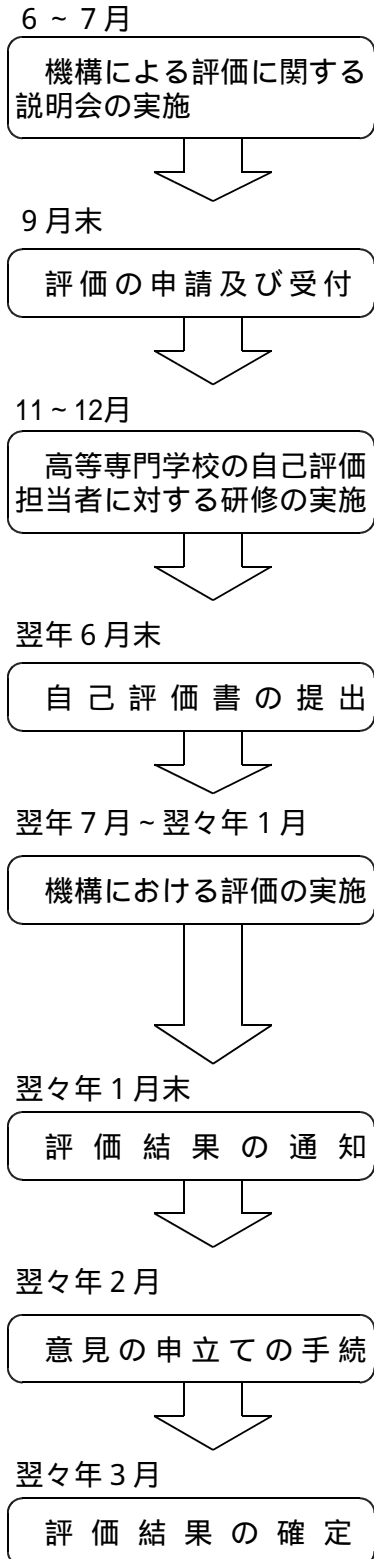 6 ~ 7月
機構による評価に関する
説明会の実施
9月末
評価の申請及び受付
11~12月
高等専門学校の自己評価
担当者に対する研修の実施
翌年6月末
自己評価書の提出
翌年7月~翌々年1月
機構における評価の実施
翌々年1月末
評価結果の通知
翌々年2月
意見の申立ての手続
翌々年3月
評価結果の確定